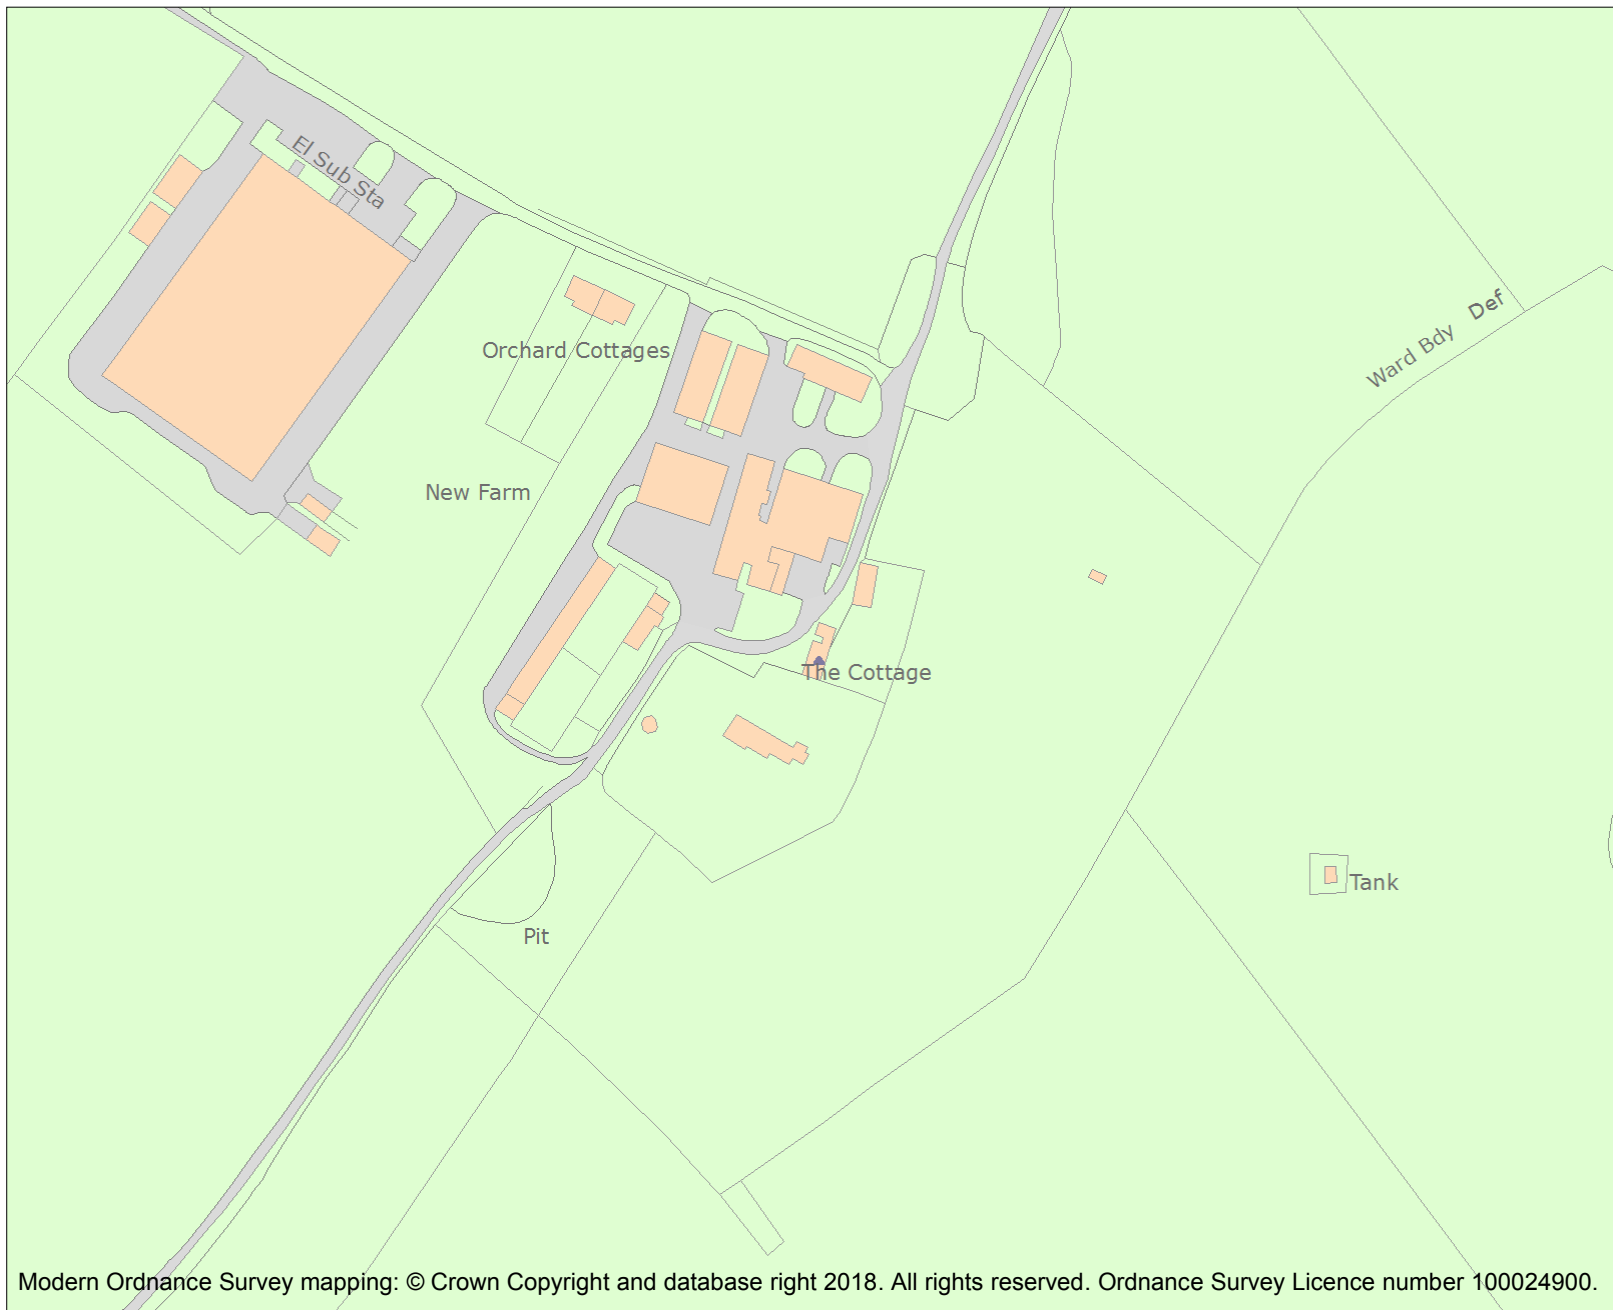 El Sub Sta
Ward Bdy Def
Orchard Cottages
New Farm
The Cottage
Tank
Pit
Modern Ordnance Survey mapping: © Crown Copyright and database right 2018. All rights reserved. Ordnance Survey Licence number 100024900.